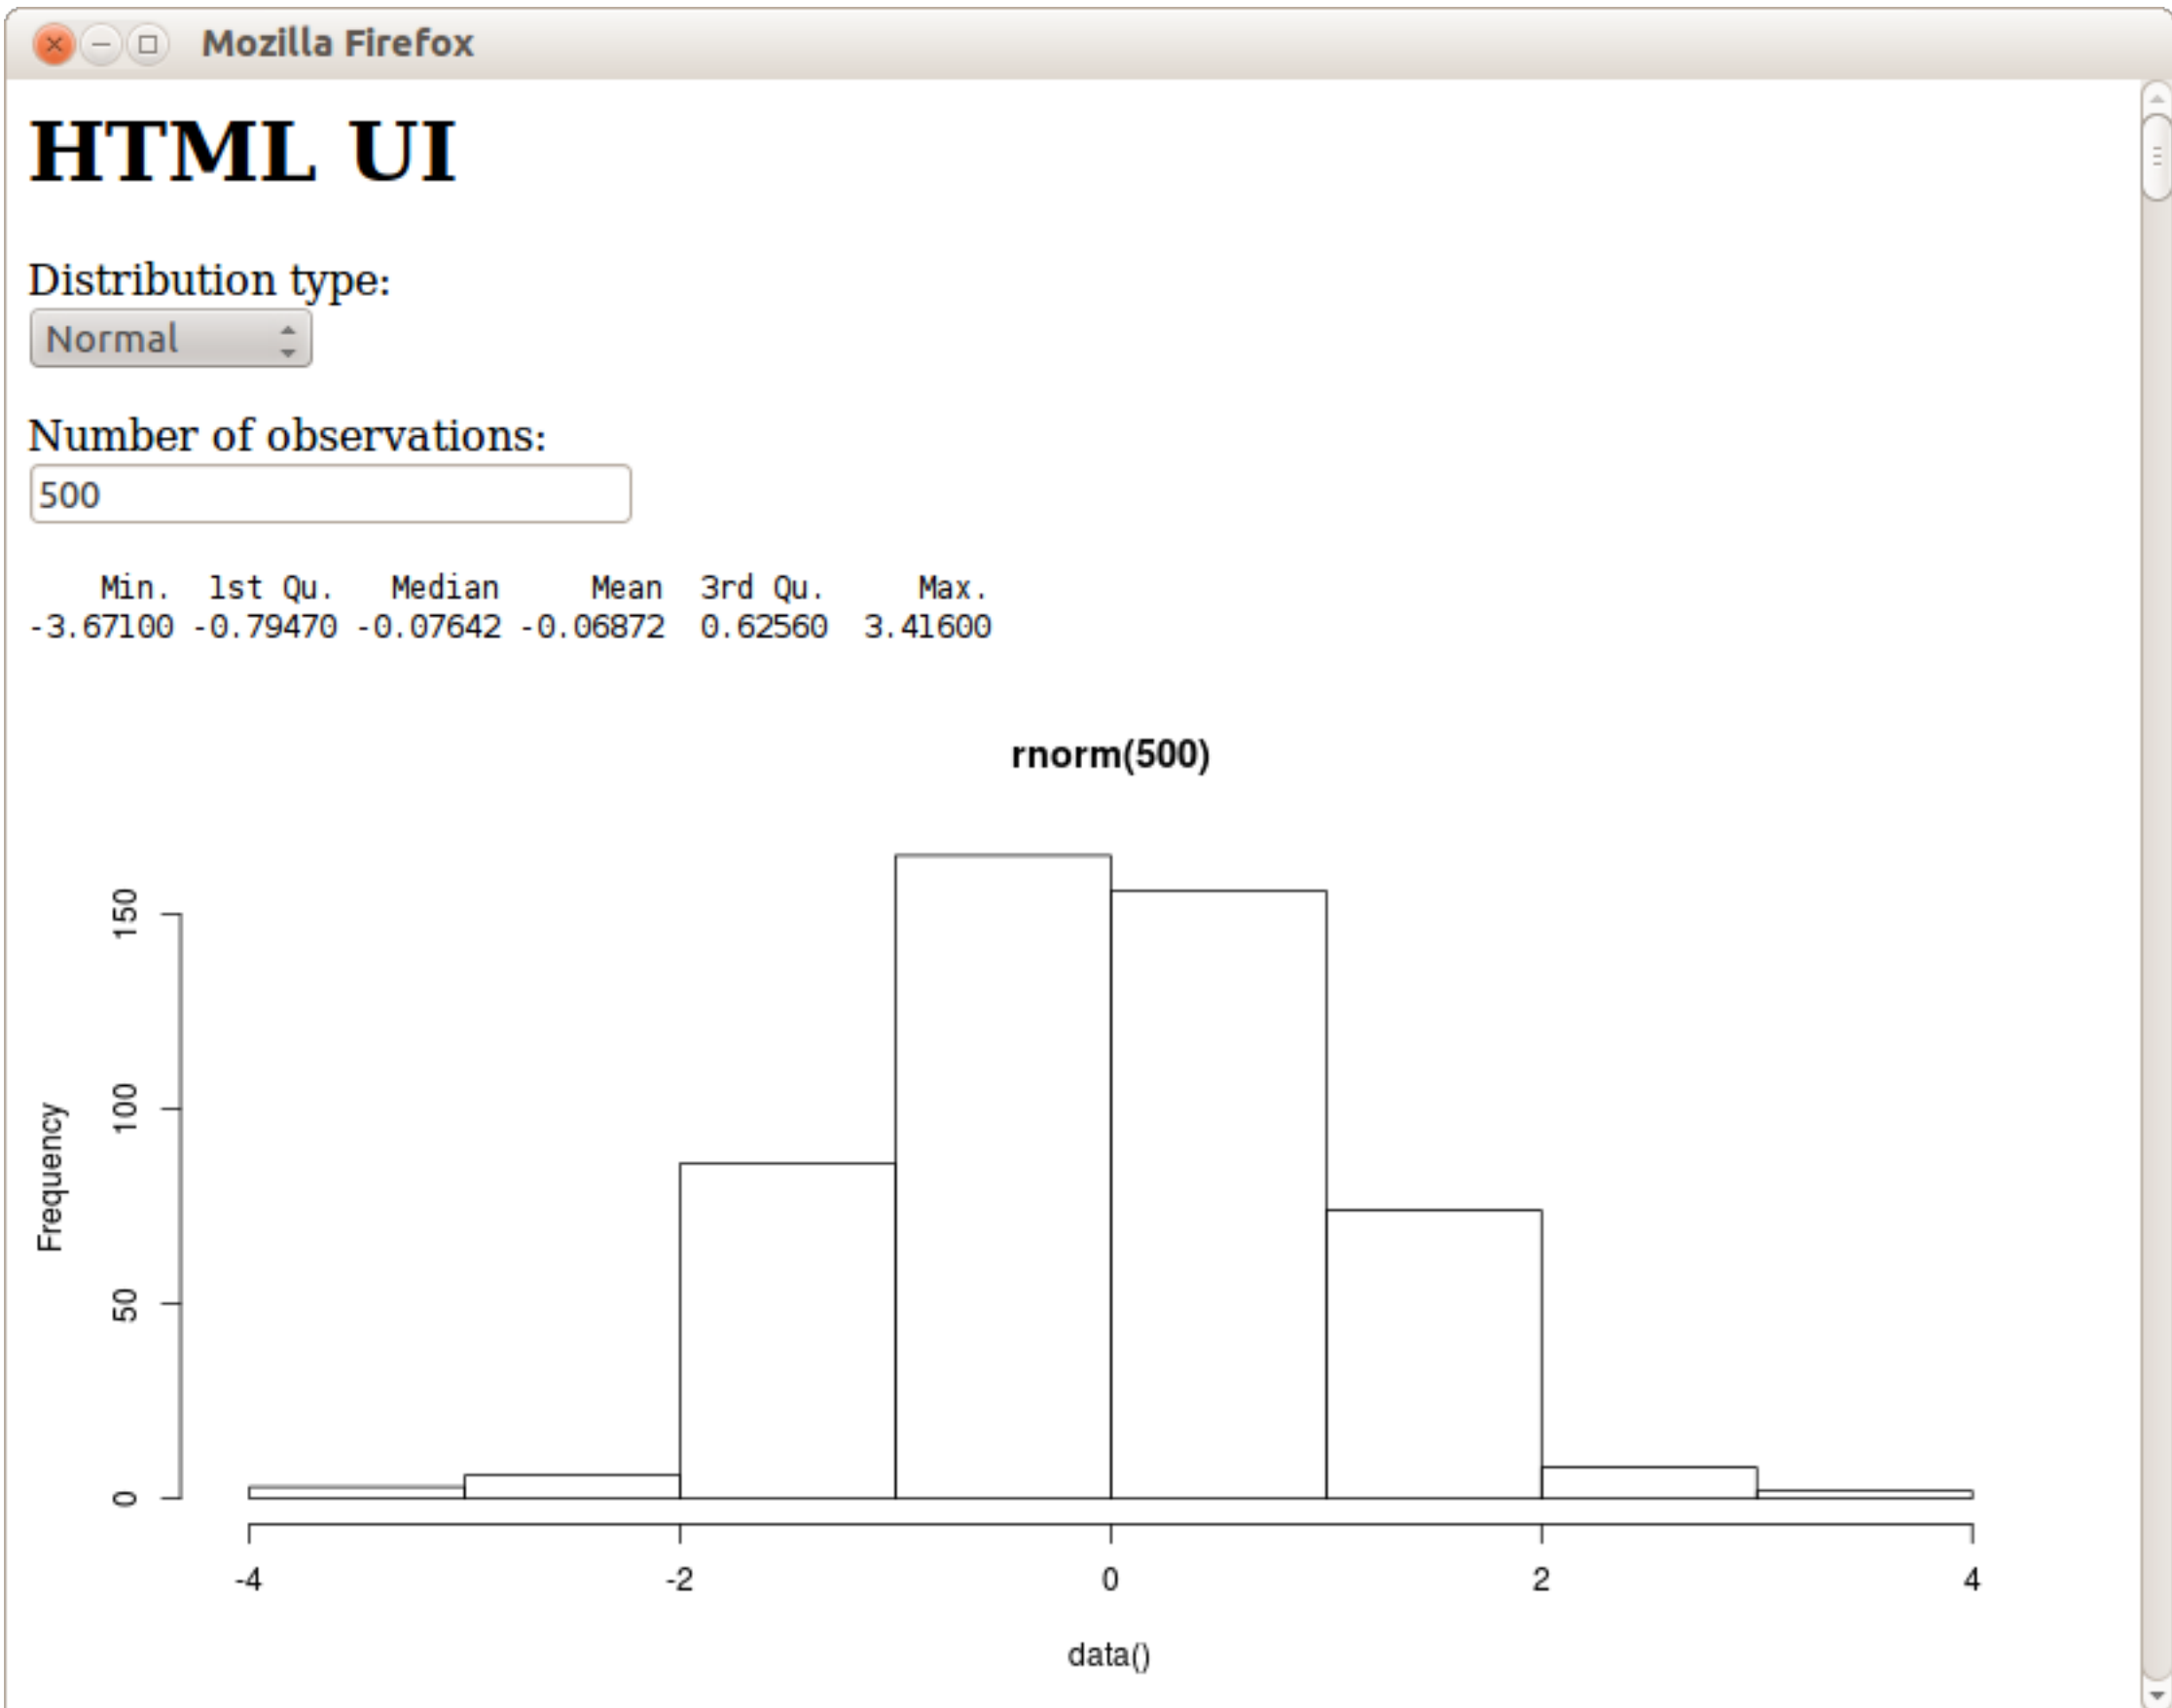 Mozilla Firefox
HTML UI
Distribution type:
Normal
Number of observations:
500
Min. 1st Qu. Median Mean 3rd Qu. Max.
-3.67100 -0.79470 -0.07642 -0.06872 0.62560 3.41600
rnorm(500)
150
100
50
0
Frequency
-4 -2 0 2 4
data()